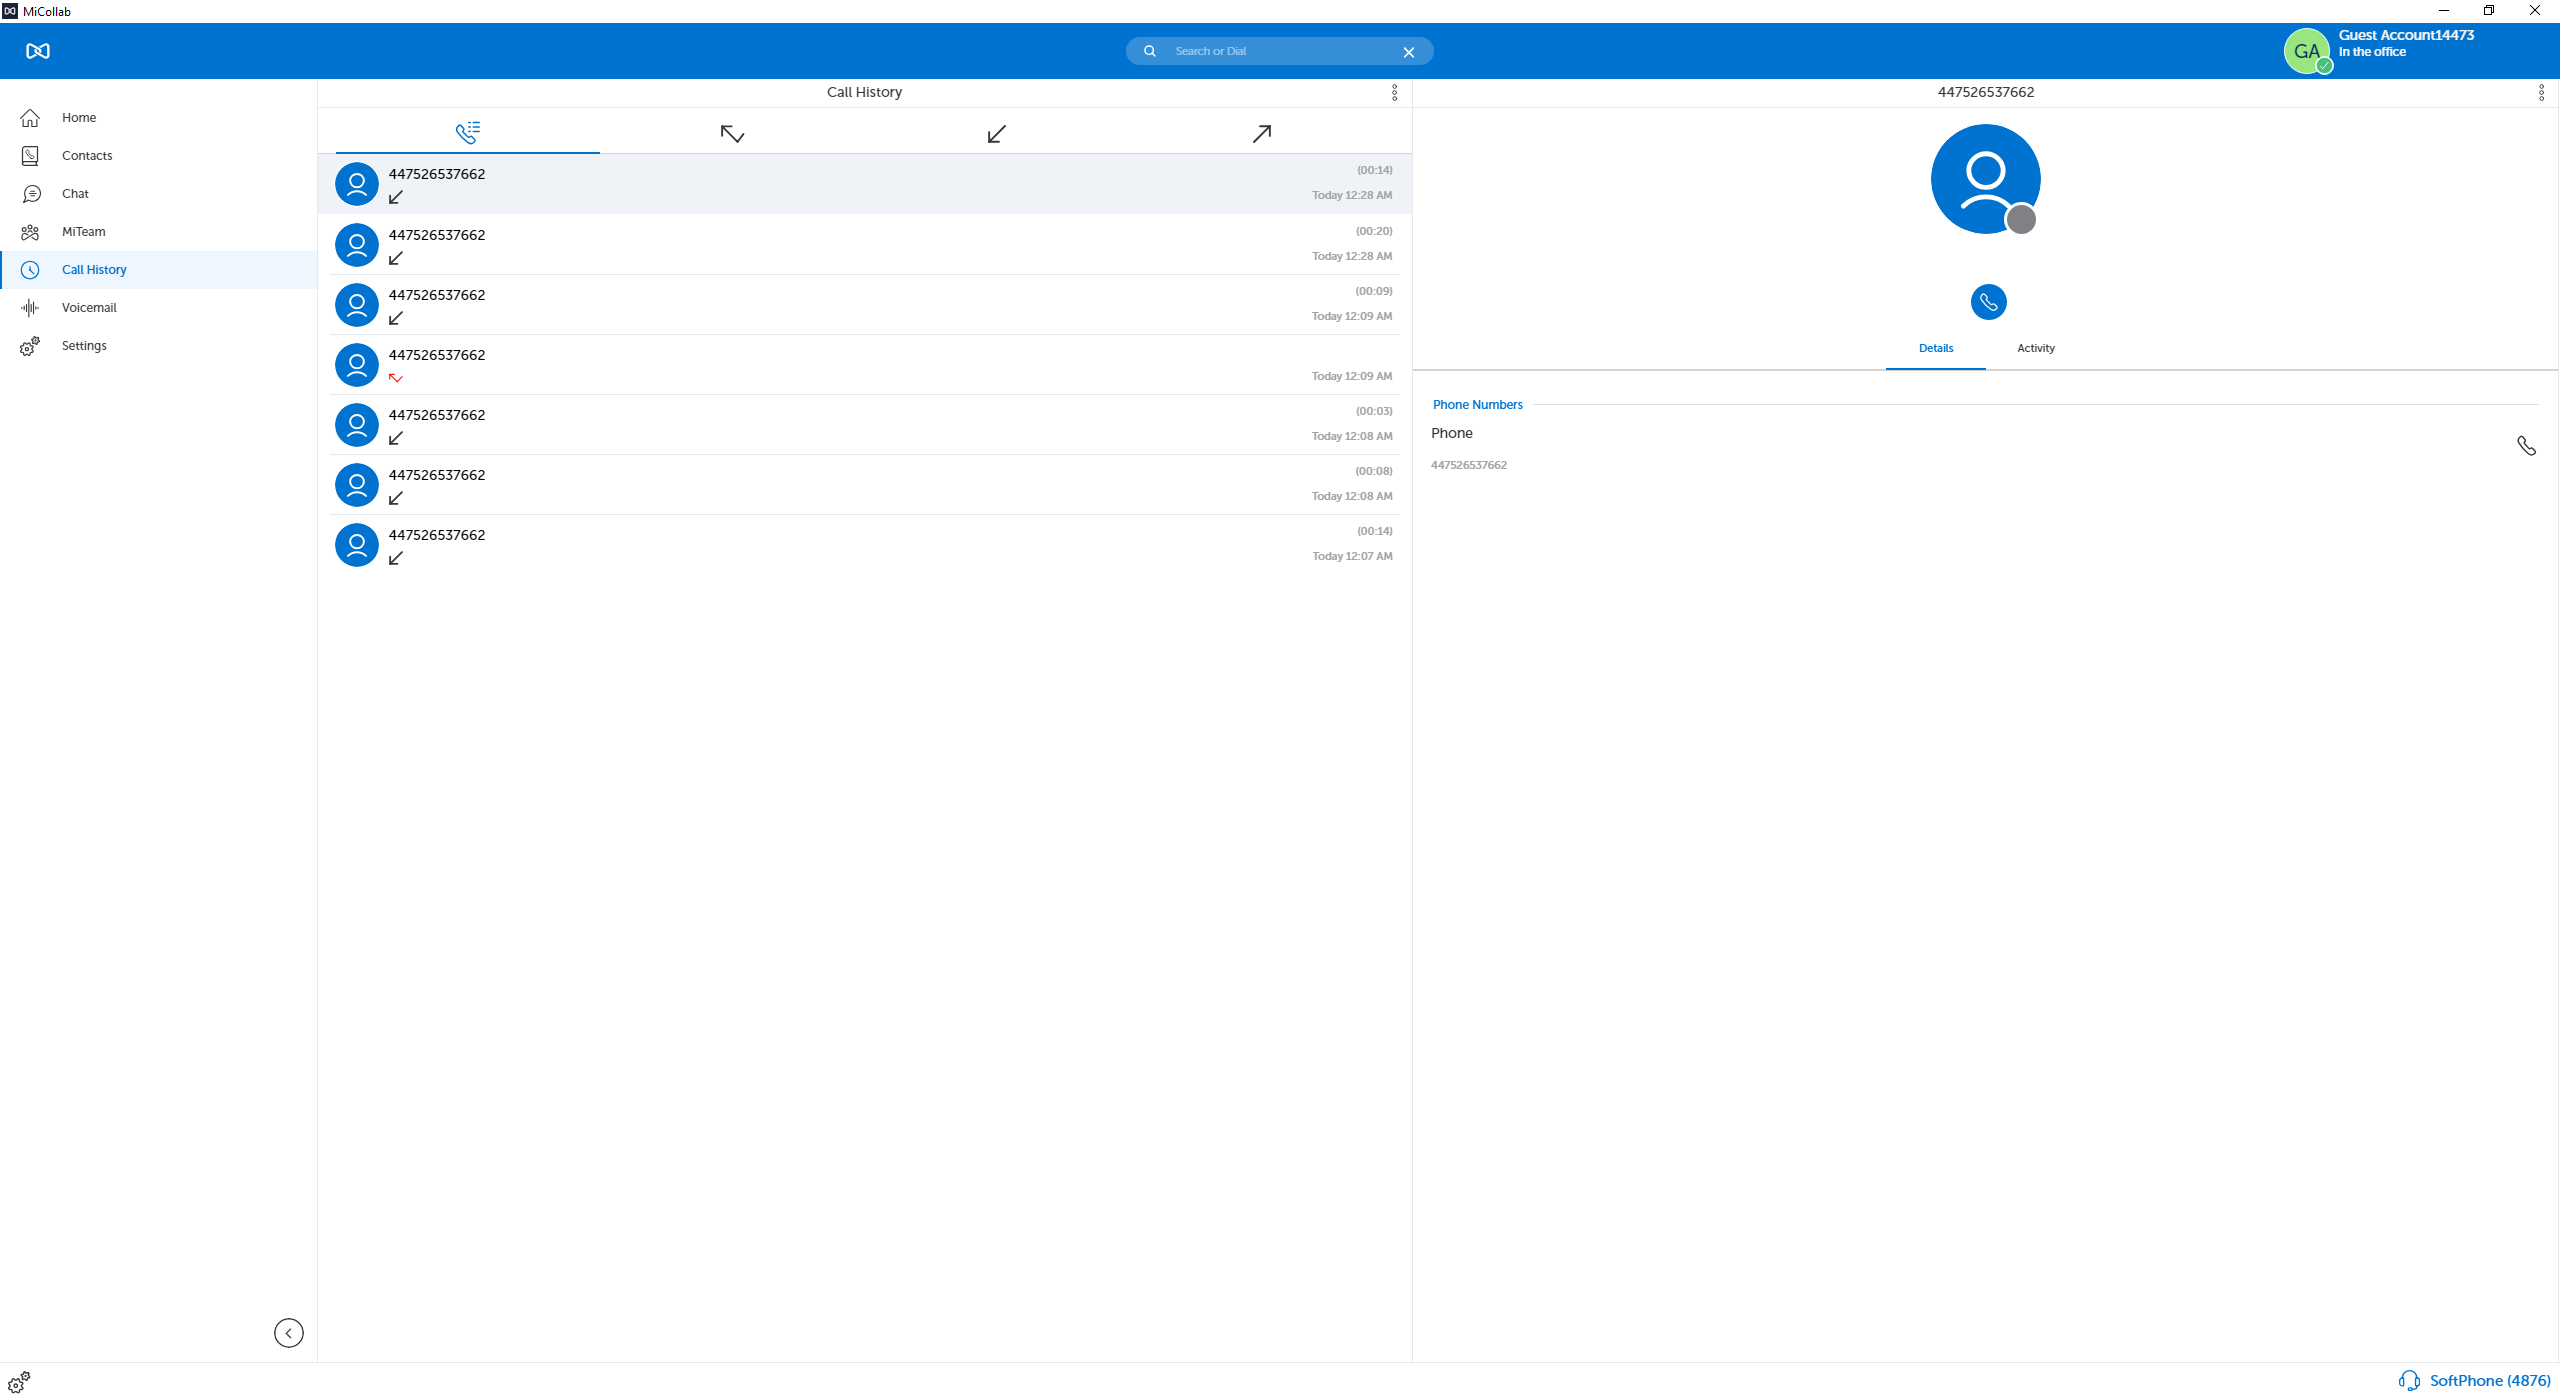 MiCollab
Search or Dial
GA
Guest Account14473
In the office
Home
Contacts
Chat
MiTeam
Call History
Voicemail
Settings
Call History
447526537662
(00:14)
Today 12:28 AM
447526537662
(00:20)
Today 12:28 AM
447526537662
(00:09)
Today 12:09 AM
447526537662
Today 12:09 AM
447526537662
(00:03)
Today 12:08 AM
447526537662
(00:08)
Today 12:08 AM
447526537662
(00:14)
Today 12:07 AM
447526537662
Details
Activity
Phone Numbers
Phone
447526537662
SoftPhone (4876)